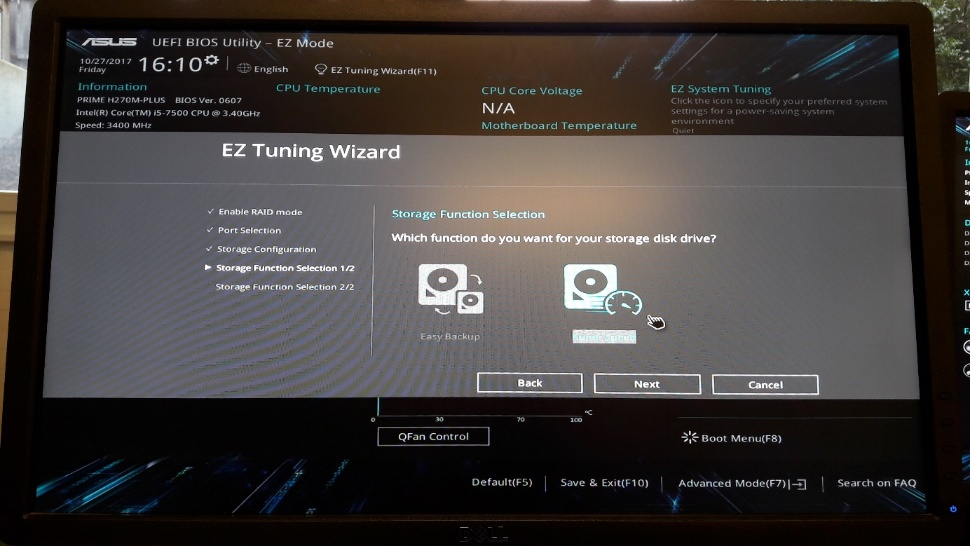 ASUS UEFI BIOS Utility – EZ Mode
10/27/2017
Friday
16:10
English
EZ Tuning Wizard(F11)
Information
PRIME H270M-PLUS BIOS Ver. 0607
Intel(R) Core(TM) i5-7500 CPU @ 3.40GHz
Speed: 3400 MHz
CPU Temperature
CPU Core Voltage
N/A
Motherboard Temperature
EZ System Tuning
Click the icon to specify your preferred system
settings for a power-saving system
environment
Quiet
EZ Tuning Wizard
✓ Enable RAID mode
✓ Port Selection
✓ Storage Configuration
▶ Storage Function Selection 1/2
Storage Function Selection 2/2
Storage Function Selection
Which function do you want for your storage disk drive?
Easy Backup
Back
Next
Cancel
0 30 70 100 °C
QFan Control
Boot Menu(F8)
Default(F5)
Save & Exit(F10)
Advanced Mode(F7)
Search on FAQ
DELL